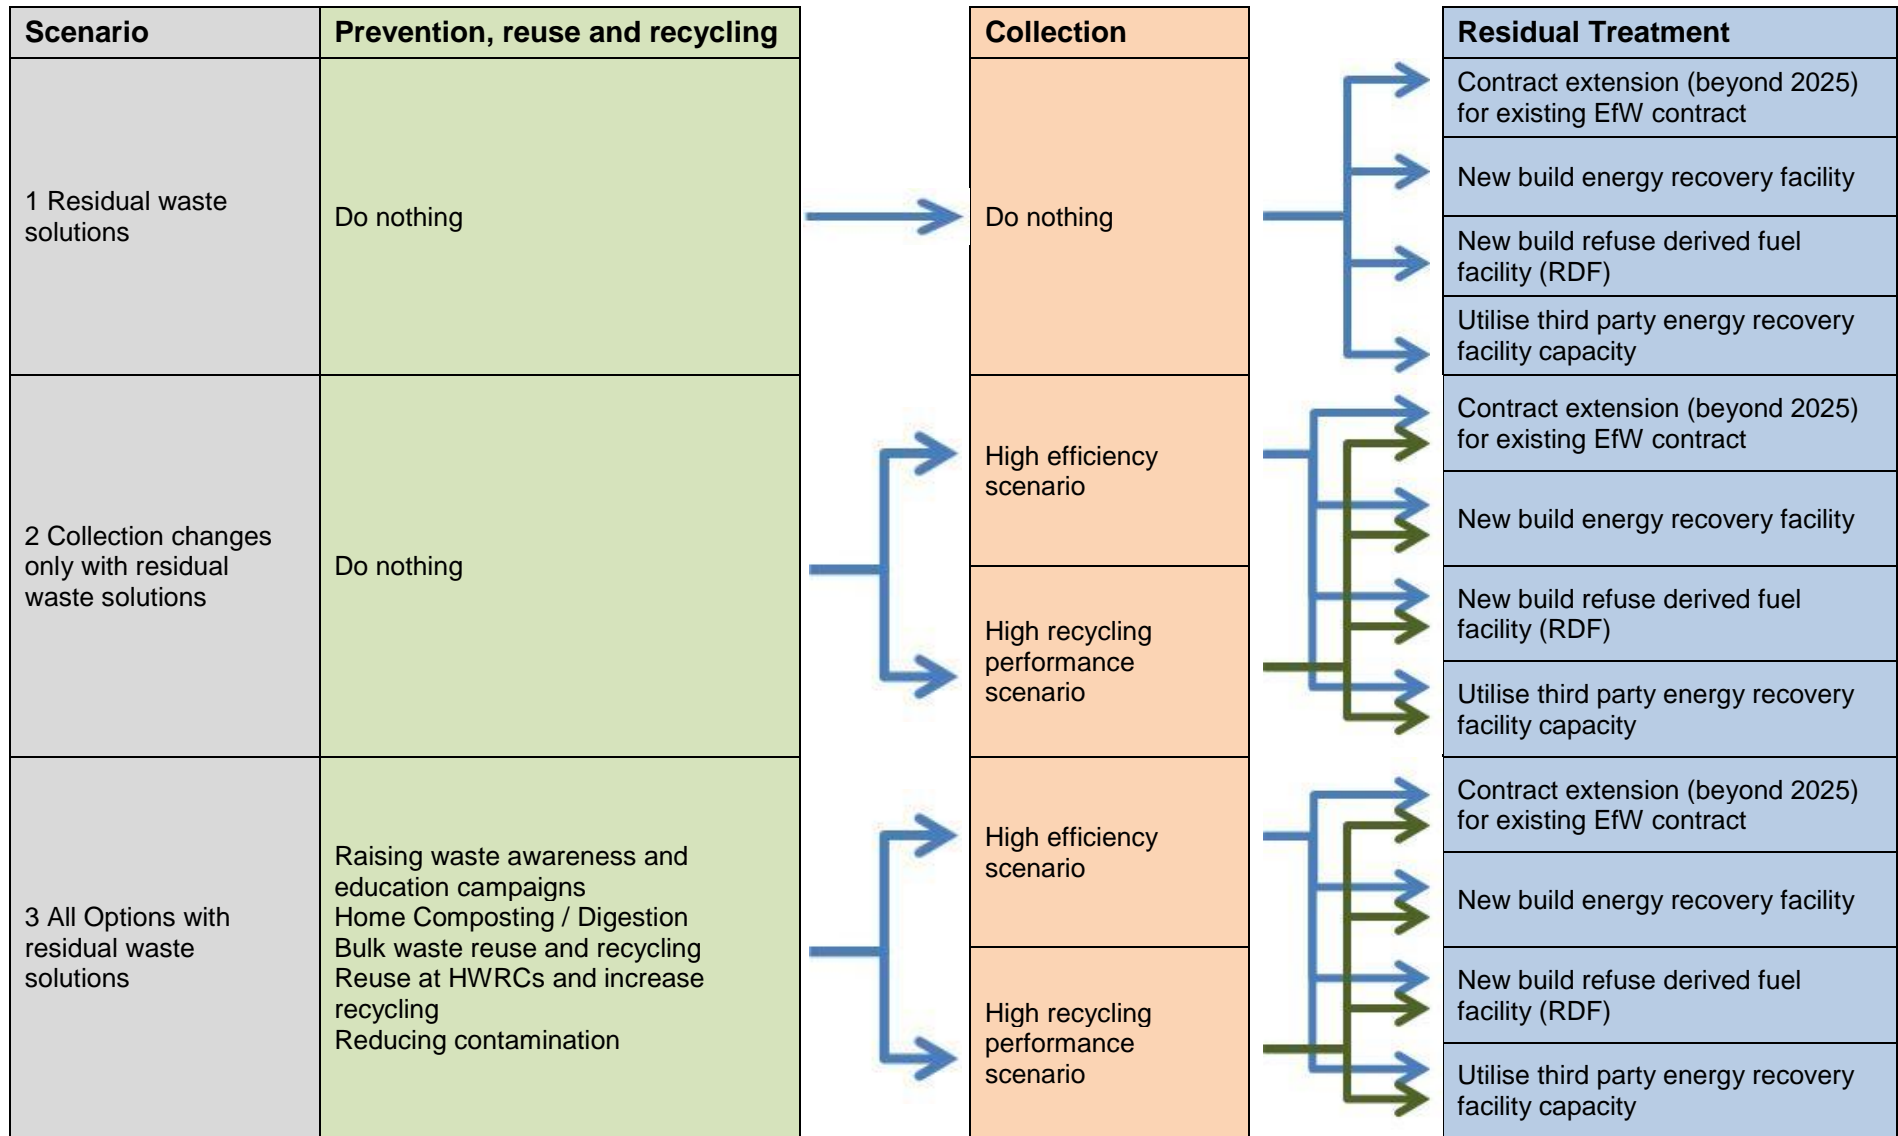 Scenario
Prevention, reuse and recycling
Collection
Residual Treatment
1 Residual waste
solutions
Do nothing
Do nothing
Contract extension (beyond 2025)
for existing EfW contract
New build energy recovery facility
New build refuse derived fuel
facility (RDF)
Utilise third party energy recovery
facility capacity
2 Collection changes
only with residual
waste solutions
Do nothing
High efficiency
scenario
High recycling
performance
scenario
Contract extension (beyond 2025)
for existing EfW contract
New build energy recovery facility
New build refuse derived fuel
facility (RDF)
Utilise third party energy recovery
facility capacity
3 All Options with
residual waste
solutions
Raising waste awareness and
education campaigns
Home Composting / Digestion
Bulk waste reuse and recycling
Reuse at HWRCs and increase
recycling
Reducing contamination
High efficiency
scenario
High recycling
performance
scenario
Contract extension (beyond 2025)
for existing EfW contract
New build energy recovery facility
New build refuse derived fuel
facility (RDF)
Utilise third party energy recovery
facility capacity